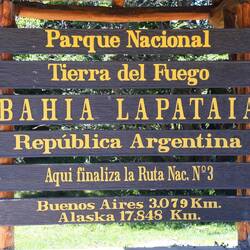 Parque Nacional
Tierra del Fuego
BAHIA LAPATAIA
República Argentina
Aqui finaliza la Ruta Nac. Nº3
Buenos Aires 3.079 Km.
Alaska 17.848 Km.